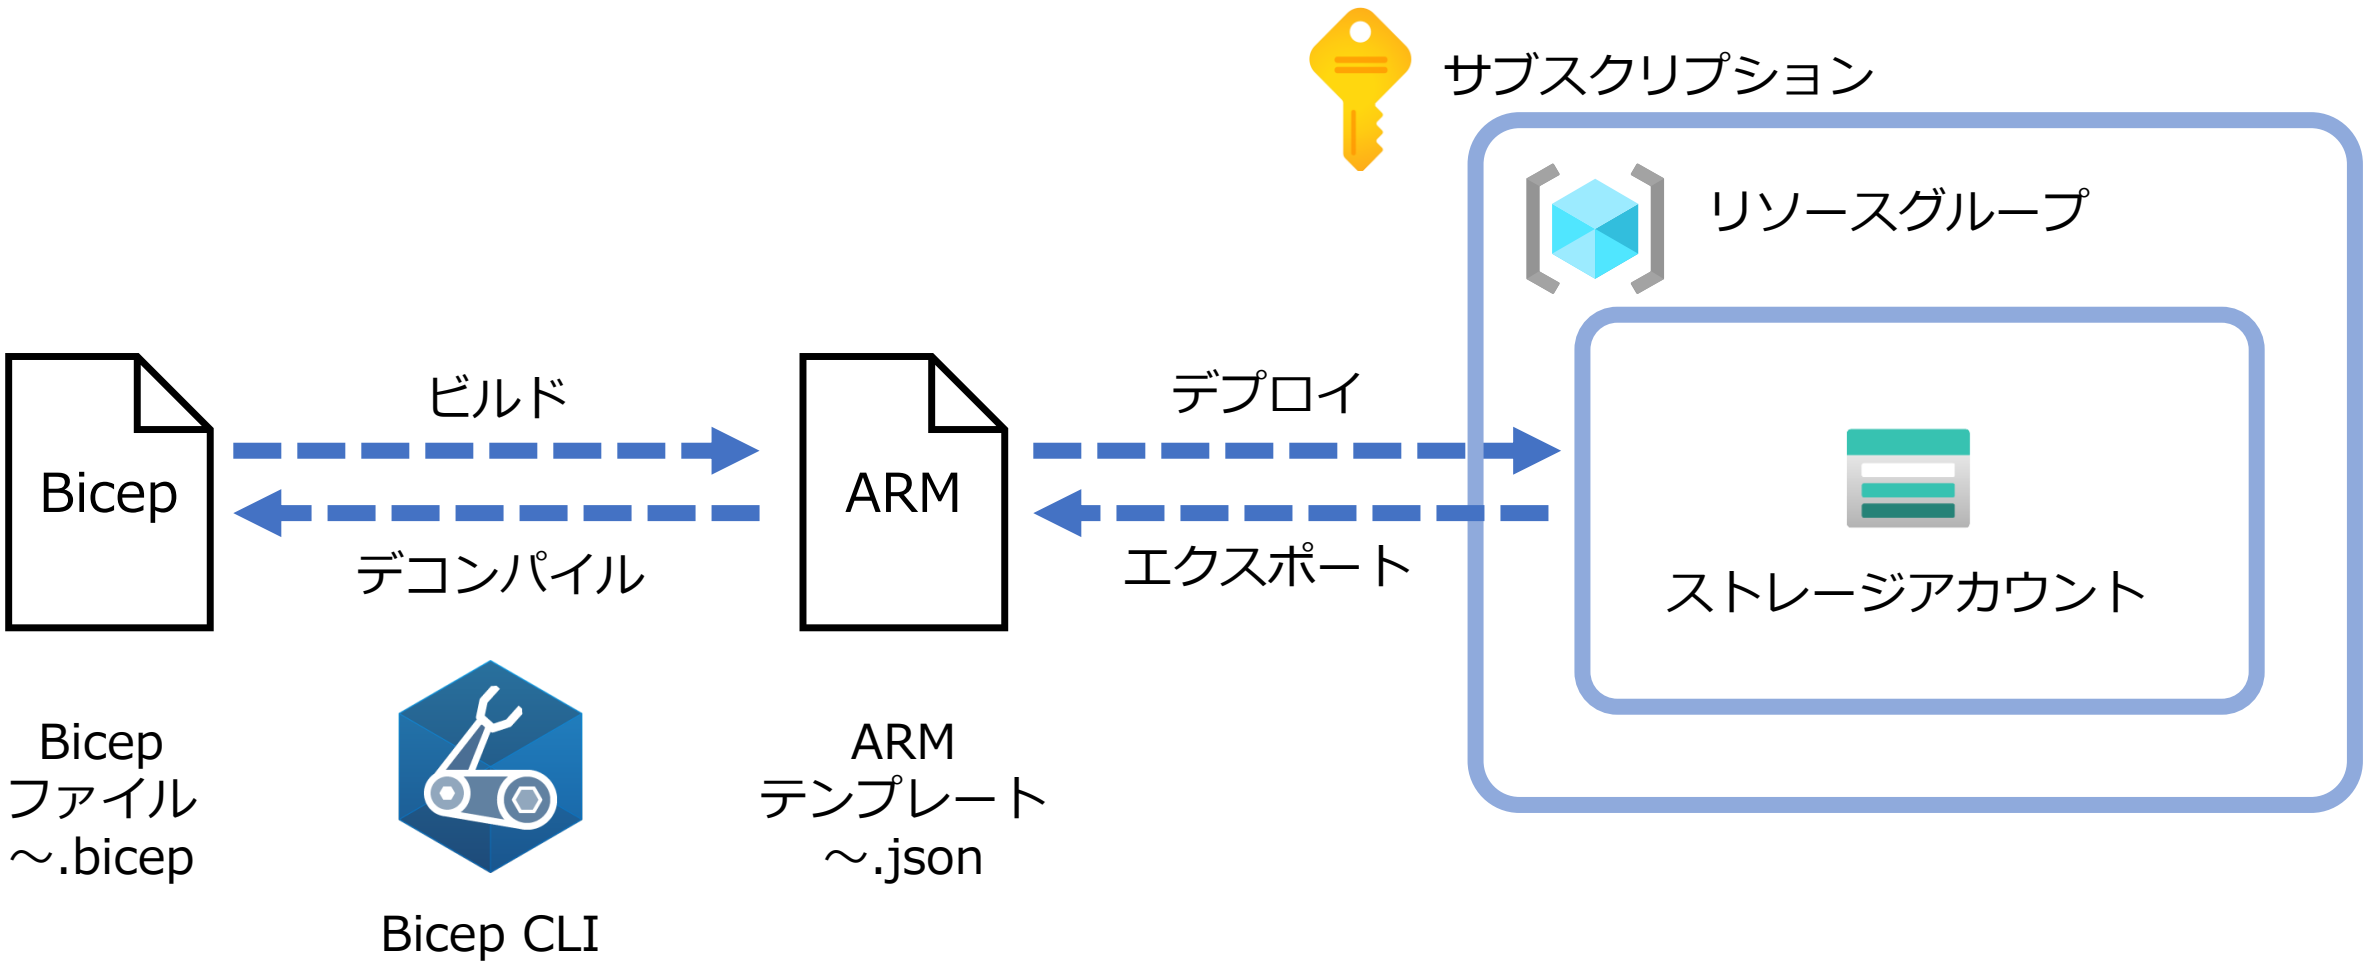 サブスクリプション
リソースグループ
ビルド
デプロイ
Bicep
ARM
デコンパイル
エクスポート
ストレージアカウント
Bicep
ファイル
～.bicep
ARM
テンプレート
～.json
Bicep CLI